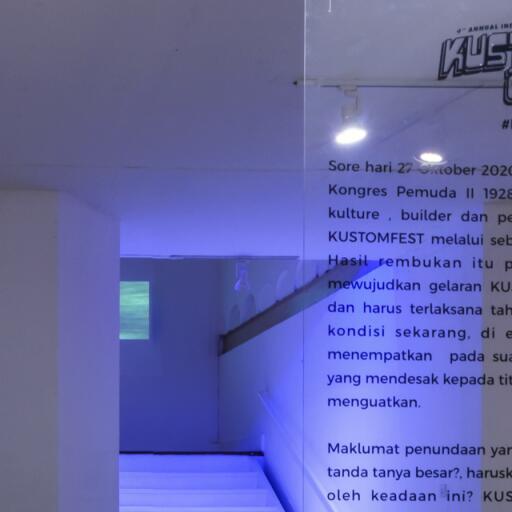 4TH ANNUAL
Sore hari 27 Oktober 2020
Kongres Pemuda II 1928
kulture , builder dan pe
KUSTOMFEST melalui seb
Hasil rembukan itu p
mewujudkan gelaran KU
dan harus terlaksana tah
kondisi sekarang, di
menempatkan pada sua
yang mendesak kepada tit
menguatkan.
Maklumat penundaan yan
tanda tanya besar?, harusk
oleh keadaan ini? KUS